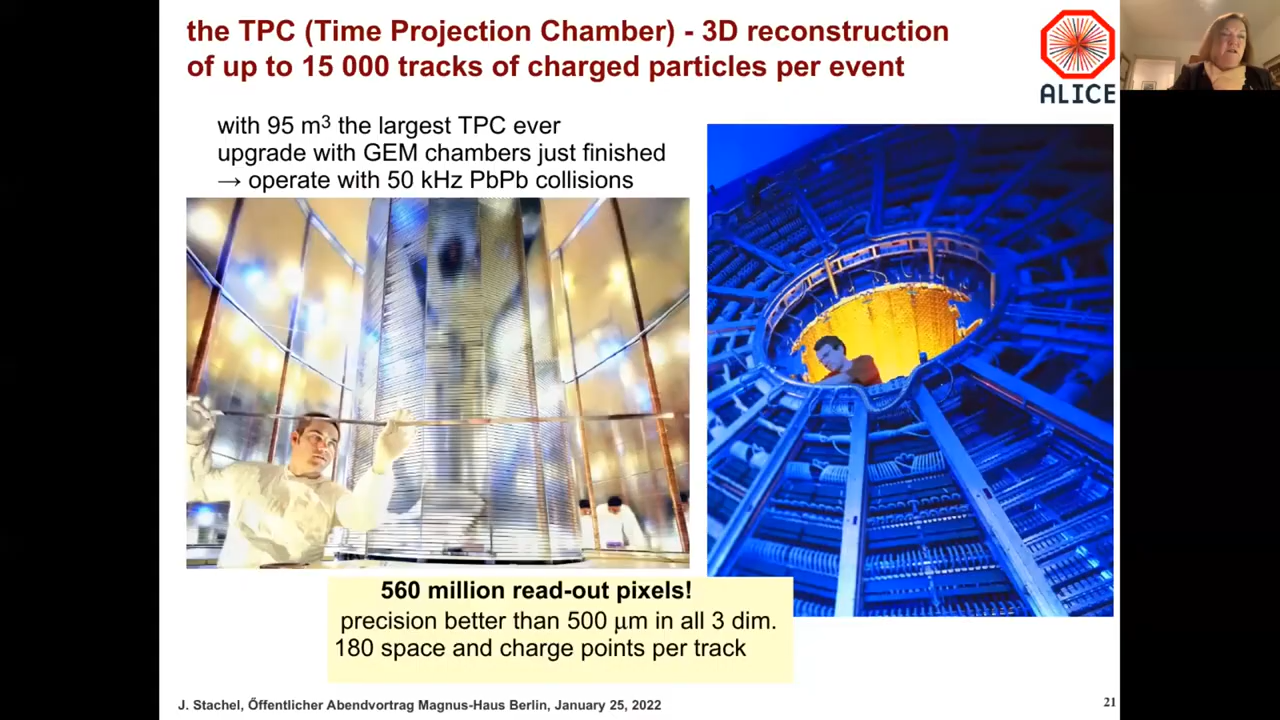 the TPC (Time Projection Chamber) - 3D reconstruction
of up to 15 000 tracks of charged particles per event
ALICE
with 95 m³ the largest TPC ever
upgrade with GEM chambers just finished
→ operate with 50 kHz PbPb collisions
560 million read-out pixels!
precision better than 500 μm in all 3 dim.
180 space and charge points per track
J. Stachel, Őffentlicher Abendvortrag Magnus-Haus Berlin, January 25, 2022
21